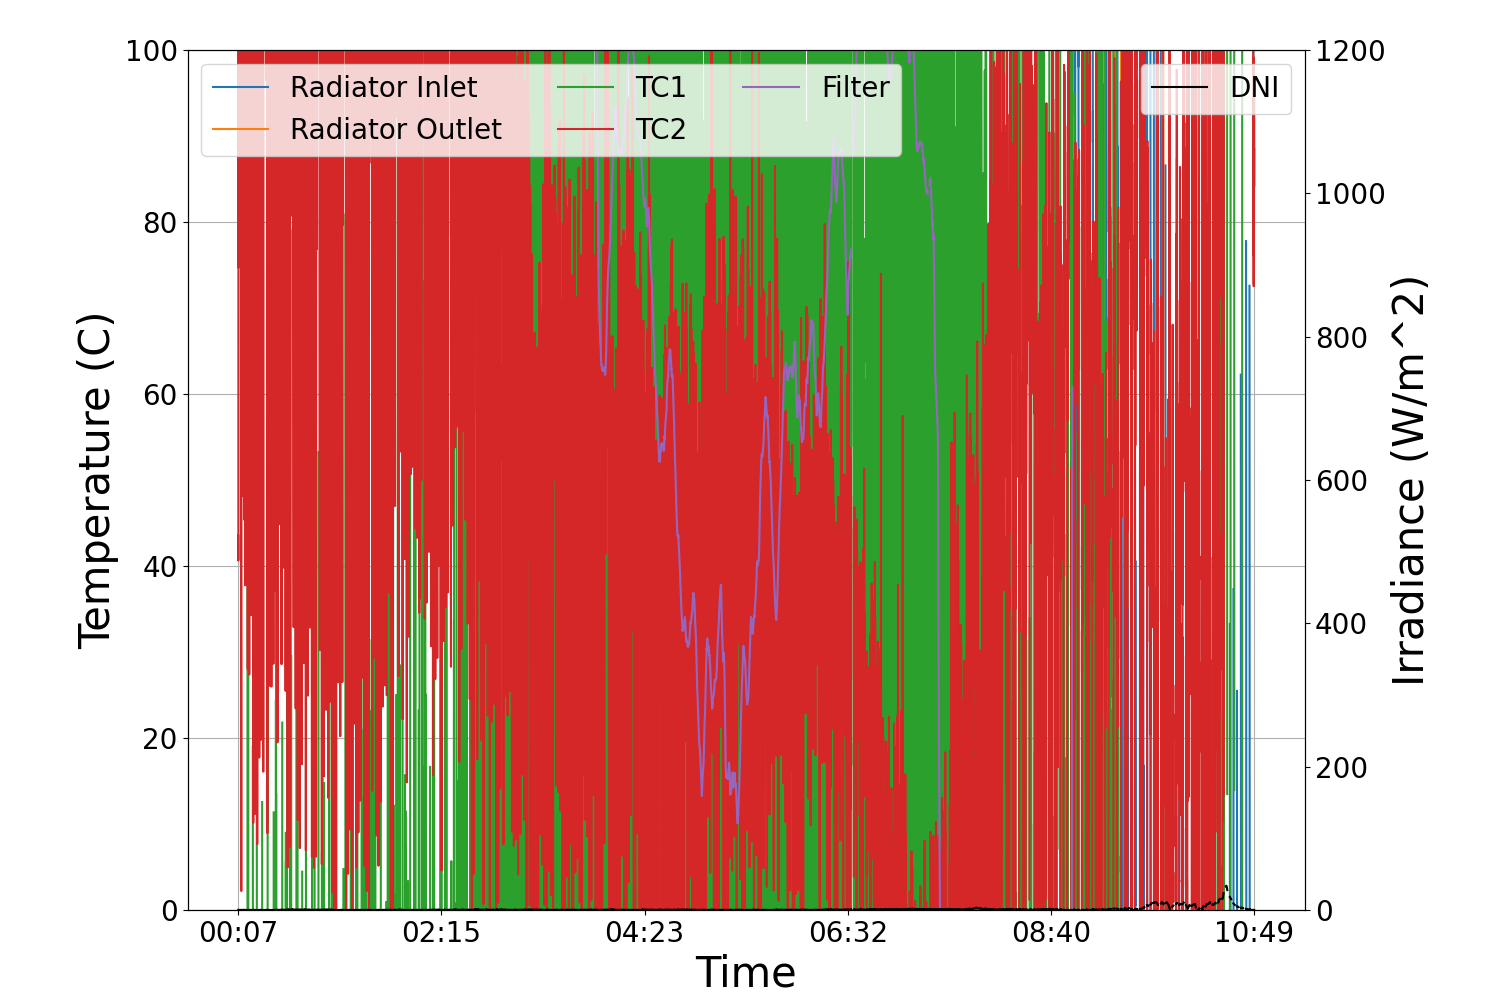 100
80
60
40
20
0
Temperature (C)
Radiator Inlet
Radiator Outlet
TC1
TC2
Filter
DNI
1200
1000
800
600
400
200
0
Irradiance (W/m^2)
00:07 02:15 04:23 06:32 08:40 10:49
Time